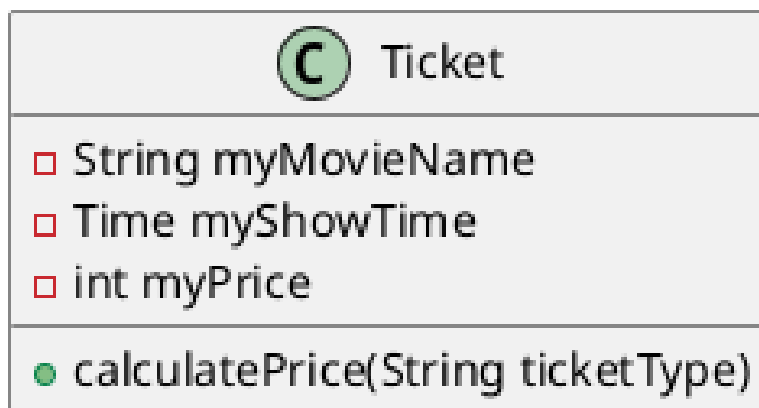 C Ticket
String myMovieName
Time myShowTime
int myPrice
calculatePrice(String ticketType)